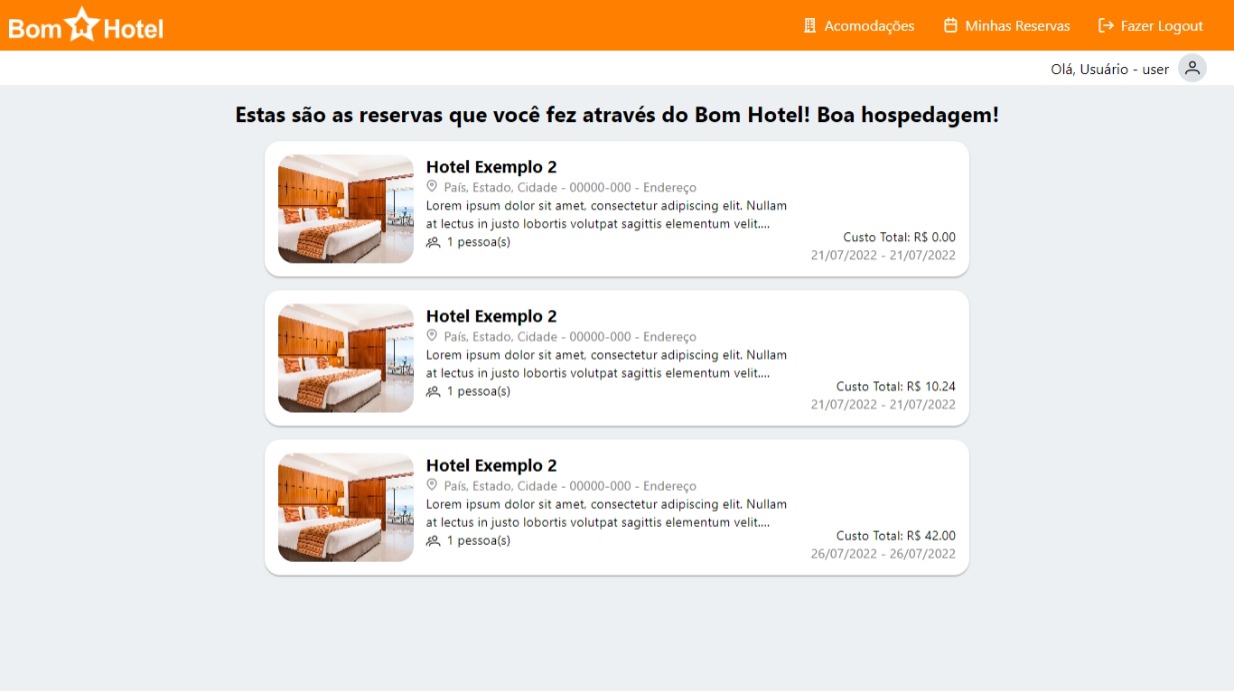 Bom Hotel
Acomodações
Minhas Reservas
Fazer Logout
Olá, Usuário - user
Estas são as reservas que você fez através do Bom Hotel! Boa hospedagem!
Hotel Exemplo 2
País, Estado, Cidade - 00000-000 - Endereço
Lorem ipsum dolor sit amet, consectetur adipiscing elit. Nullam
at lectus in justo lobortis volutpat sagittis elementum velit....
1 pessoa(s)
Custo Total: R$ 0.00
21/07/2022 - 21/07/2022
Hotel Exemplo 2
País, Estado, Cidade - 00000-000 - Endereço
Lorem ipsum dolor sit amet, consectetur adipiscing elit. Nullam
at lectus in justo lobortis volutpat sagittis elementum velit....
1 pessoa(s)
Custo Total: R$ 10.24
21/07/2022 - 21/07/2022
Hotel Exemplo 2
País, Estado, Cidade - 00000-000 - Endereço
Lorem ipsum dolor sit amet, consectetur adipiscing elit. Nullam
at lectus in justo lobortis volutpat sagittis elementum velit....
1 pessoa(s)
Custo Total: R$ 42.00
26/07/2022 - 26/07/2022